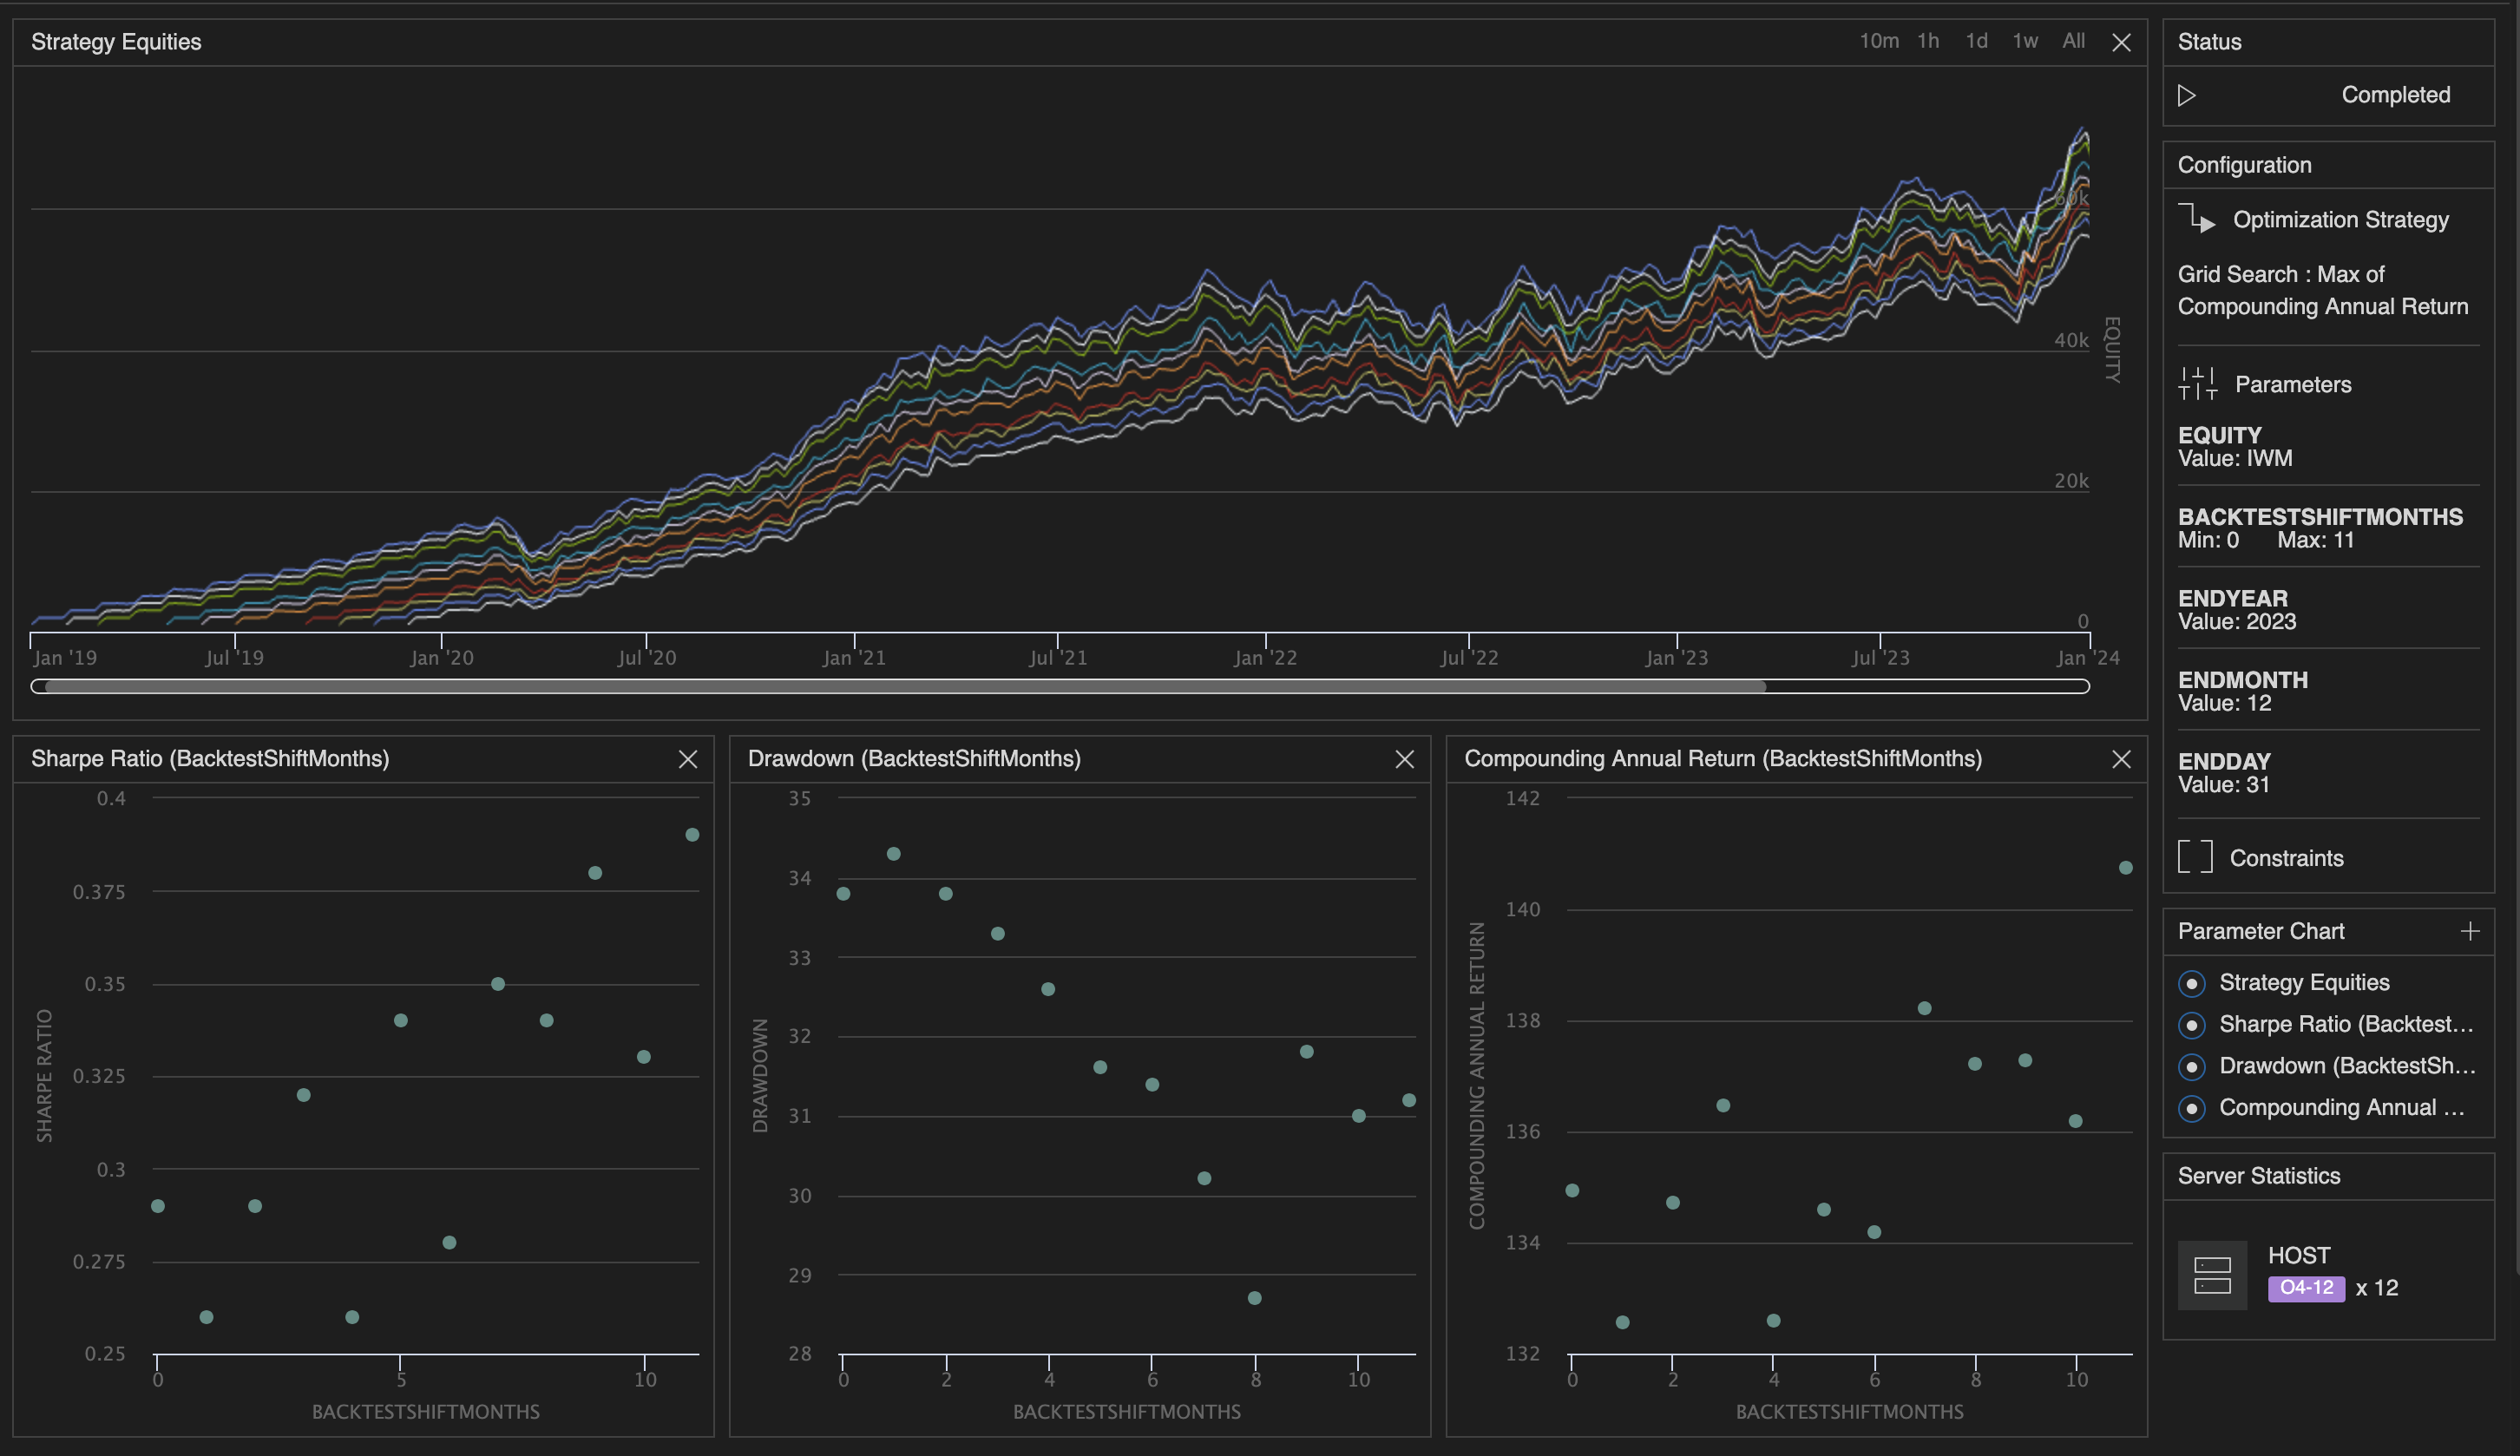 Strategy Equities
10m 1h 1d 1w All
60k
40k
20k
0
EQUITY
Jan '19 Jul '19 Jan '20 Jul '20 Jan '21 Jul '21 Jan '22 Jul '22 Jan '23 Jul '23 Jan '24
Sharpe Ratio (BacktestShiftMonths)
0.4
0.375
0.35
0.325
0.3
0.275
0.25
SHARPE RATIO
0 5 10
BACKTESTSHIFTMONTHS
Drawdown (BacktestShiftMonths)
35
34
33
32
31
30
29
28
DRAWDOWN
0 2 4 6 8 10
BACKTESTSHIFTMONTHS
Compounding Annual Return (BacktestShiftMonths)
142
140
138
136
134
132
COMPOUNDING ANNUAL RETURN
0 2 4 6 8 10
BACKTESTSHIFTMONTHS
Status
Completed
Configuration
Optimization Strategy
Grid Search : Max of
Compounding Annual Return
Parameters
EQUITY
Value: IWM
BACKTESTSHIFTMONTHS
Min: 0 Max: 11
ENDYEAR
Value: 2023
ENDMONTH
Value: 12
ENDDAY
Value: 31
Constraints
Parameter Chart
Strategy Equities
Sharpe Ratio (Backtest...
Drawdown (BacktestSh...
Compounding Annual ...
Server Statistics
HOST
O4-12 x 12